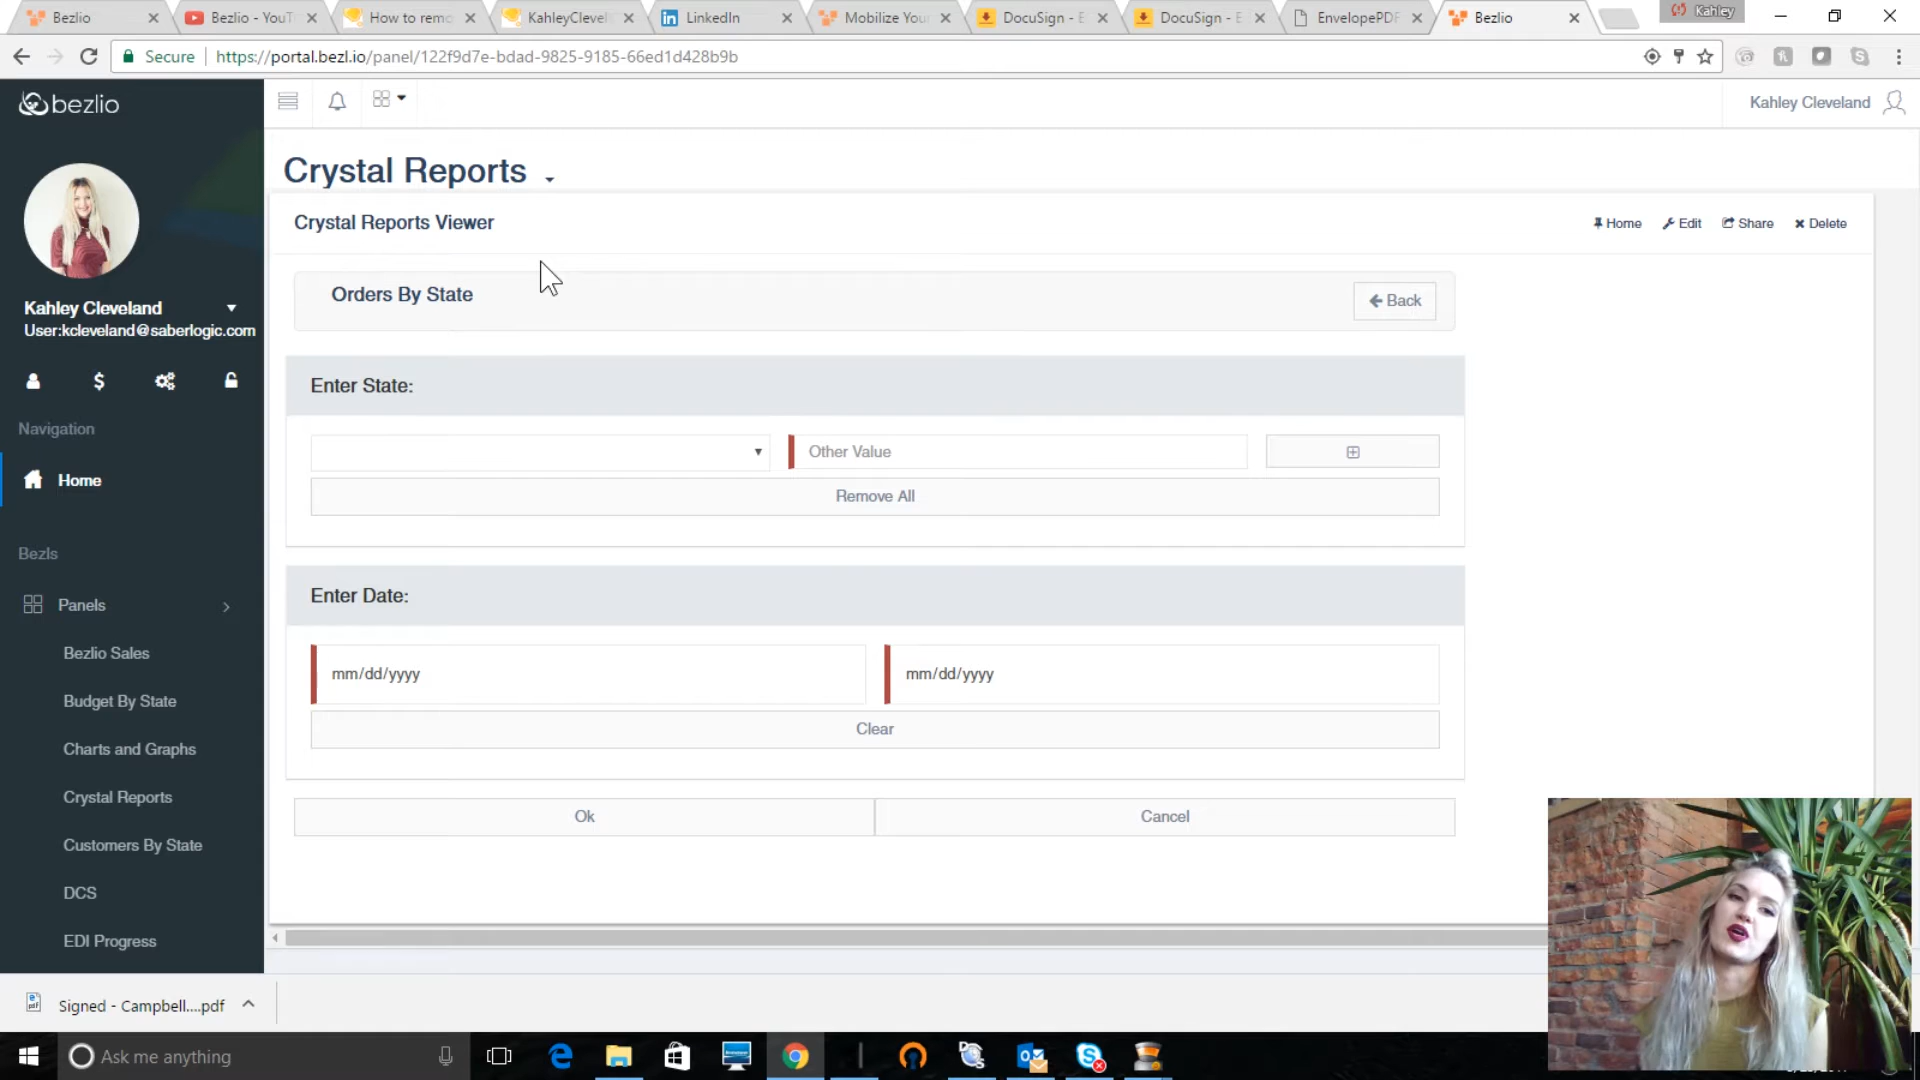 Bezlio
Bezlio - YouT
How to remo
KahleyClevel
LinkedIn
Mobilize Your
DocuSign - E
DocuSign - E
EnvelopePDF
Bezlio
Kahley
Secure
https://portal.bezl.io/panel/122f9d7e-bdad-9825-9185-66ed1d428b9b
bezlio
Kahley Cleveland
Crystal Reports
Crystal Reports Viewer
Home
Edit
Share
Delete
Orders By State
Back
Kahley Cleveland
User:kcleveland@saberlogic.com
Enter State:
Other Value
Remove All
Navigation
Home
Bezls
Panels
Bezlio Sales
Budget By State
Charts and Graphs
Crystal Reports
Customers By State
DCS
EDI Progress
Enter Date:
mm/dd/yyyy
mm/dd/yyyy
Clear
Ok
Cancel
Signed - Campbell....pdf
Ask me anything